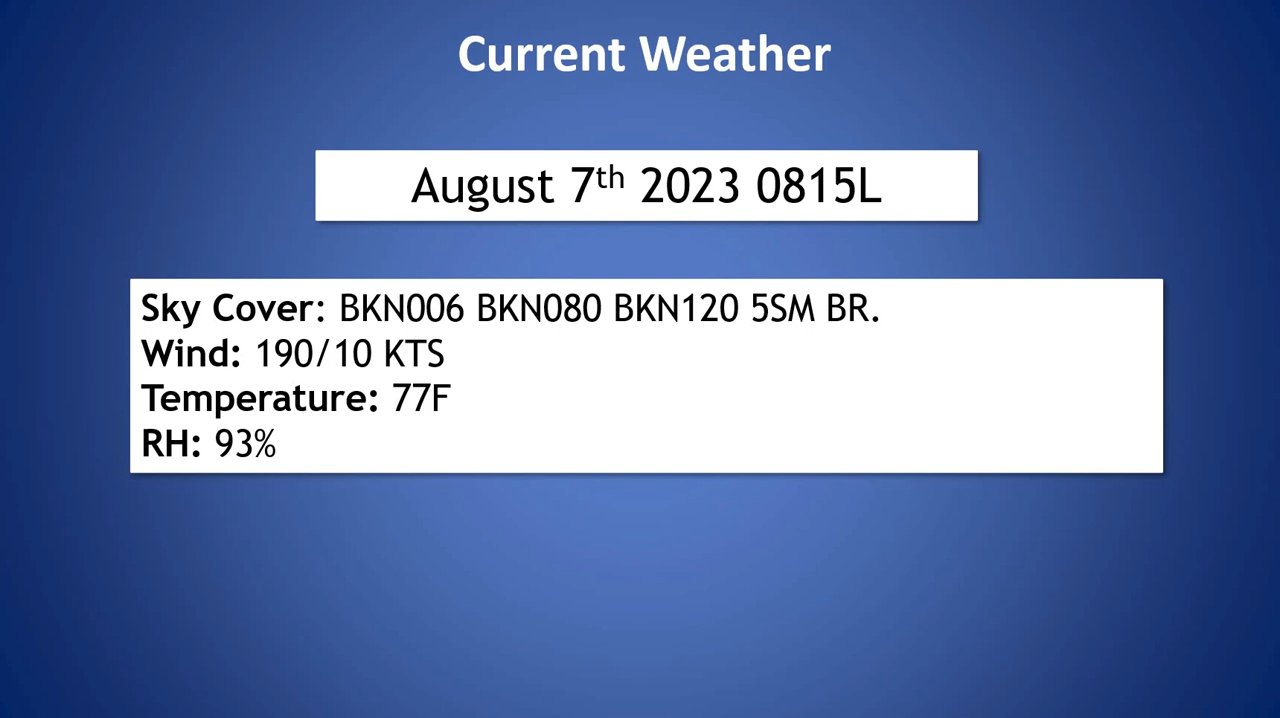 Current Weather
August 7th 2023 0815L
Sky Cover: BKN006 BKN080 BKN120 5SM BR.
Wind: 190/10 KTS
Temperature: 77F
RH: 93%